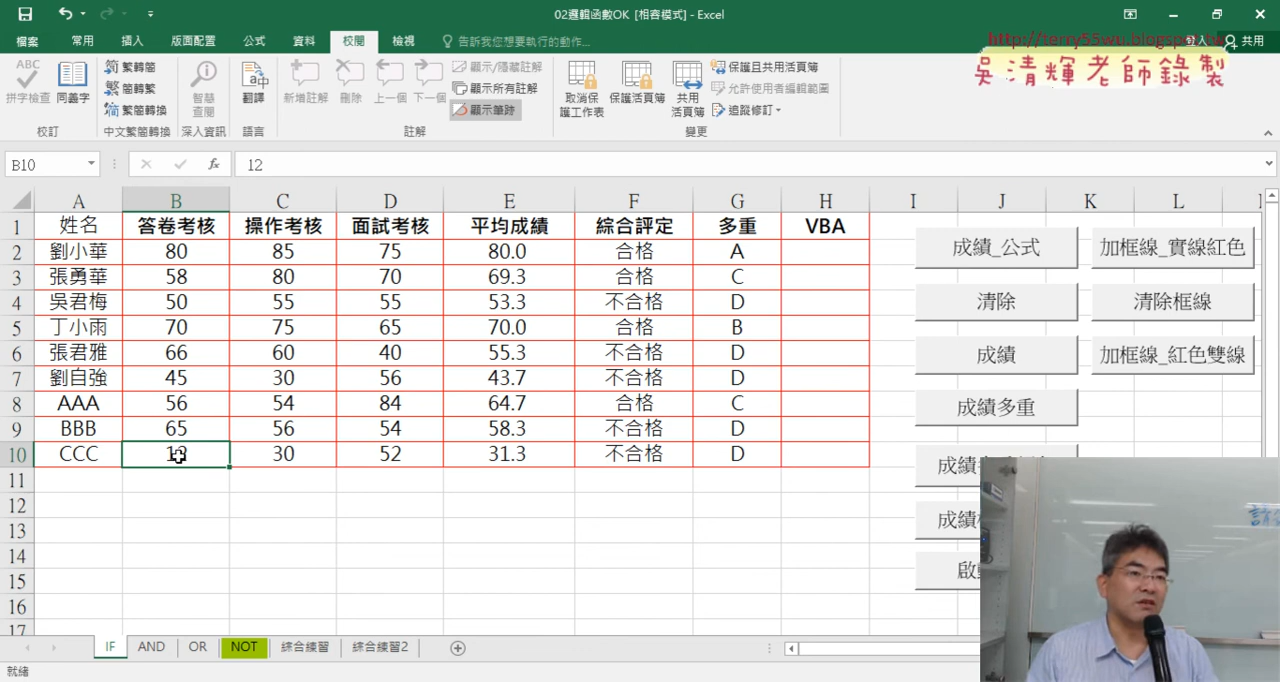 02邏輯函數OK [相容模式] - Excel
檔案 常用 插入 版面配置 公式 資料 校閱 檢視 告訴我您想要執行的動作... 登入 共用
http://terry55wu.blogspot.tw
吳清輝老師錄製
ABC
拼字檢查 同義字
校訂
繁轉簡
簡轉繁
繁簡轉換
中文繁簡轉換
智慧查閱
深入資訊
翻譯
語言
新增註解 刪除 上一個 下一個
顯示/隱藏註解
顯示所有註解
顯示筆跡
註解
取消保護工作表 保護活頁簿 共用活頁簿
保護且共用活頁簿
允許使用者編輯範圍
追蹤修訂
變更
B10 fx 12
A B C D E F G H I J K L
1 姓名 答卷考核 操作考核 面試考核 平均成績 綜合評定 多重 VBA
2 劉小華 80 85 75 80.0 合格 A
3 張勇華 58 80 70 69.3 合格 C
4 吳君梅 50 55 55 53.3 不合格 D
5 丁小雨 70 75 65 70.0 合格 B
6 張君雅 66 60 40 55.3 不合格 D
7 劉自強 45 30 56 43.7 不合格 D
8 AAA 56 54 84 64.7 合格 C
9 BBB 65 56 54 58.3 不合格 D
10 CCC 12 30 52 31.3 不合格 D
11
12
13
14
15
16
17
成績_公式 加框線_實線紅色
清除 清除框線
成績 加框線_紅色雙線
成績多重
成績
成績
啟
IF AND OR NOT 綜合練習 綜合練習2
就緒